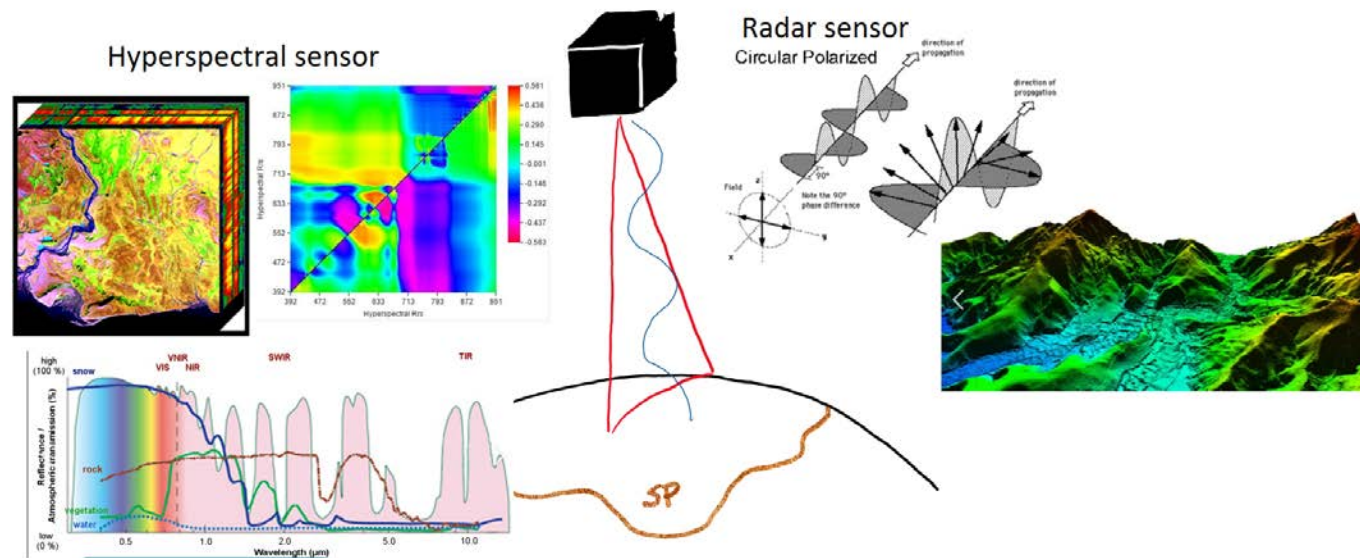 Hyperspectral sensor
Radar sensor
Circular Polarized
direction of
propagation
direction of
propagation
90°
Field
z
y
x
Note the 90°
phase difference
951
872
793
713
633
552
472
392
Hyperspectral Rrs
392 472 552 633 713 793 872 951
Hyperspectral Rrs
0.581
0.436
0.290
0.145
-0.001
-0.146
-0.292
-0.437
-0.583
high
(100 %)
VIS
VNIR
NIR
SWIR
TIR
snow
rock
vegetation
water
Reflectance /
Atmospheric transmission (%)
low
(0 %)
0.5 1.0 2.0 10.0
Wavelength (µm)
SP